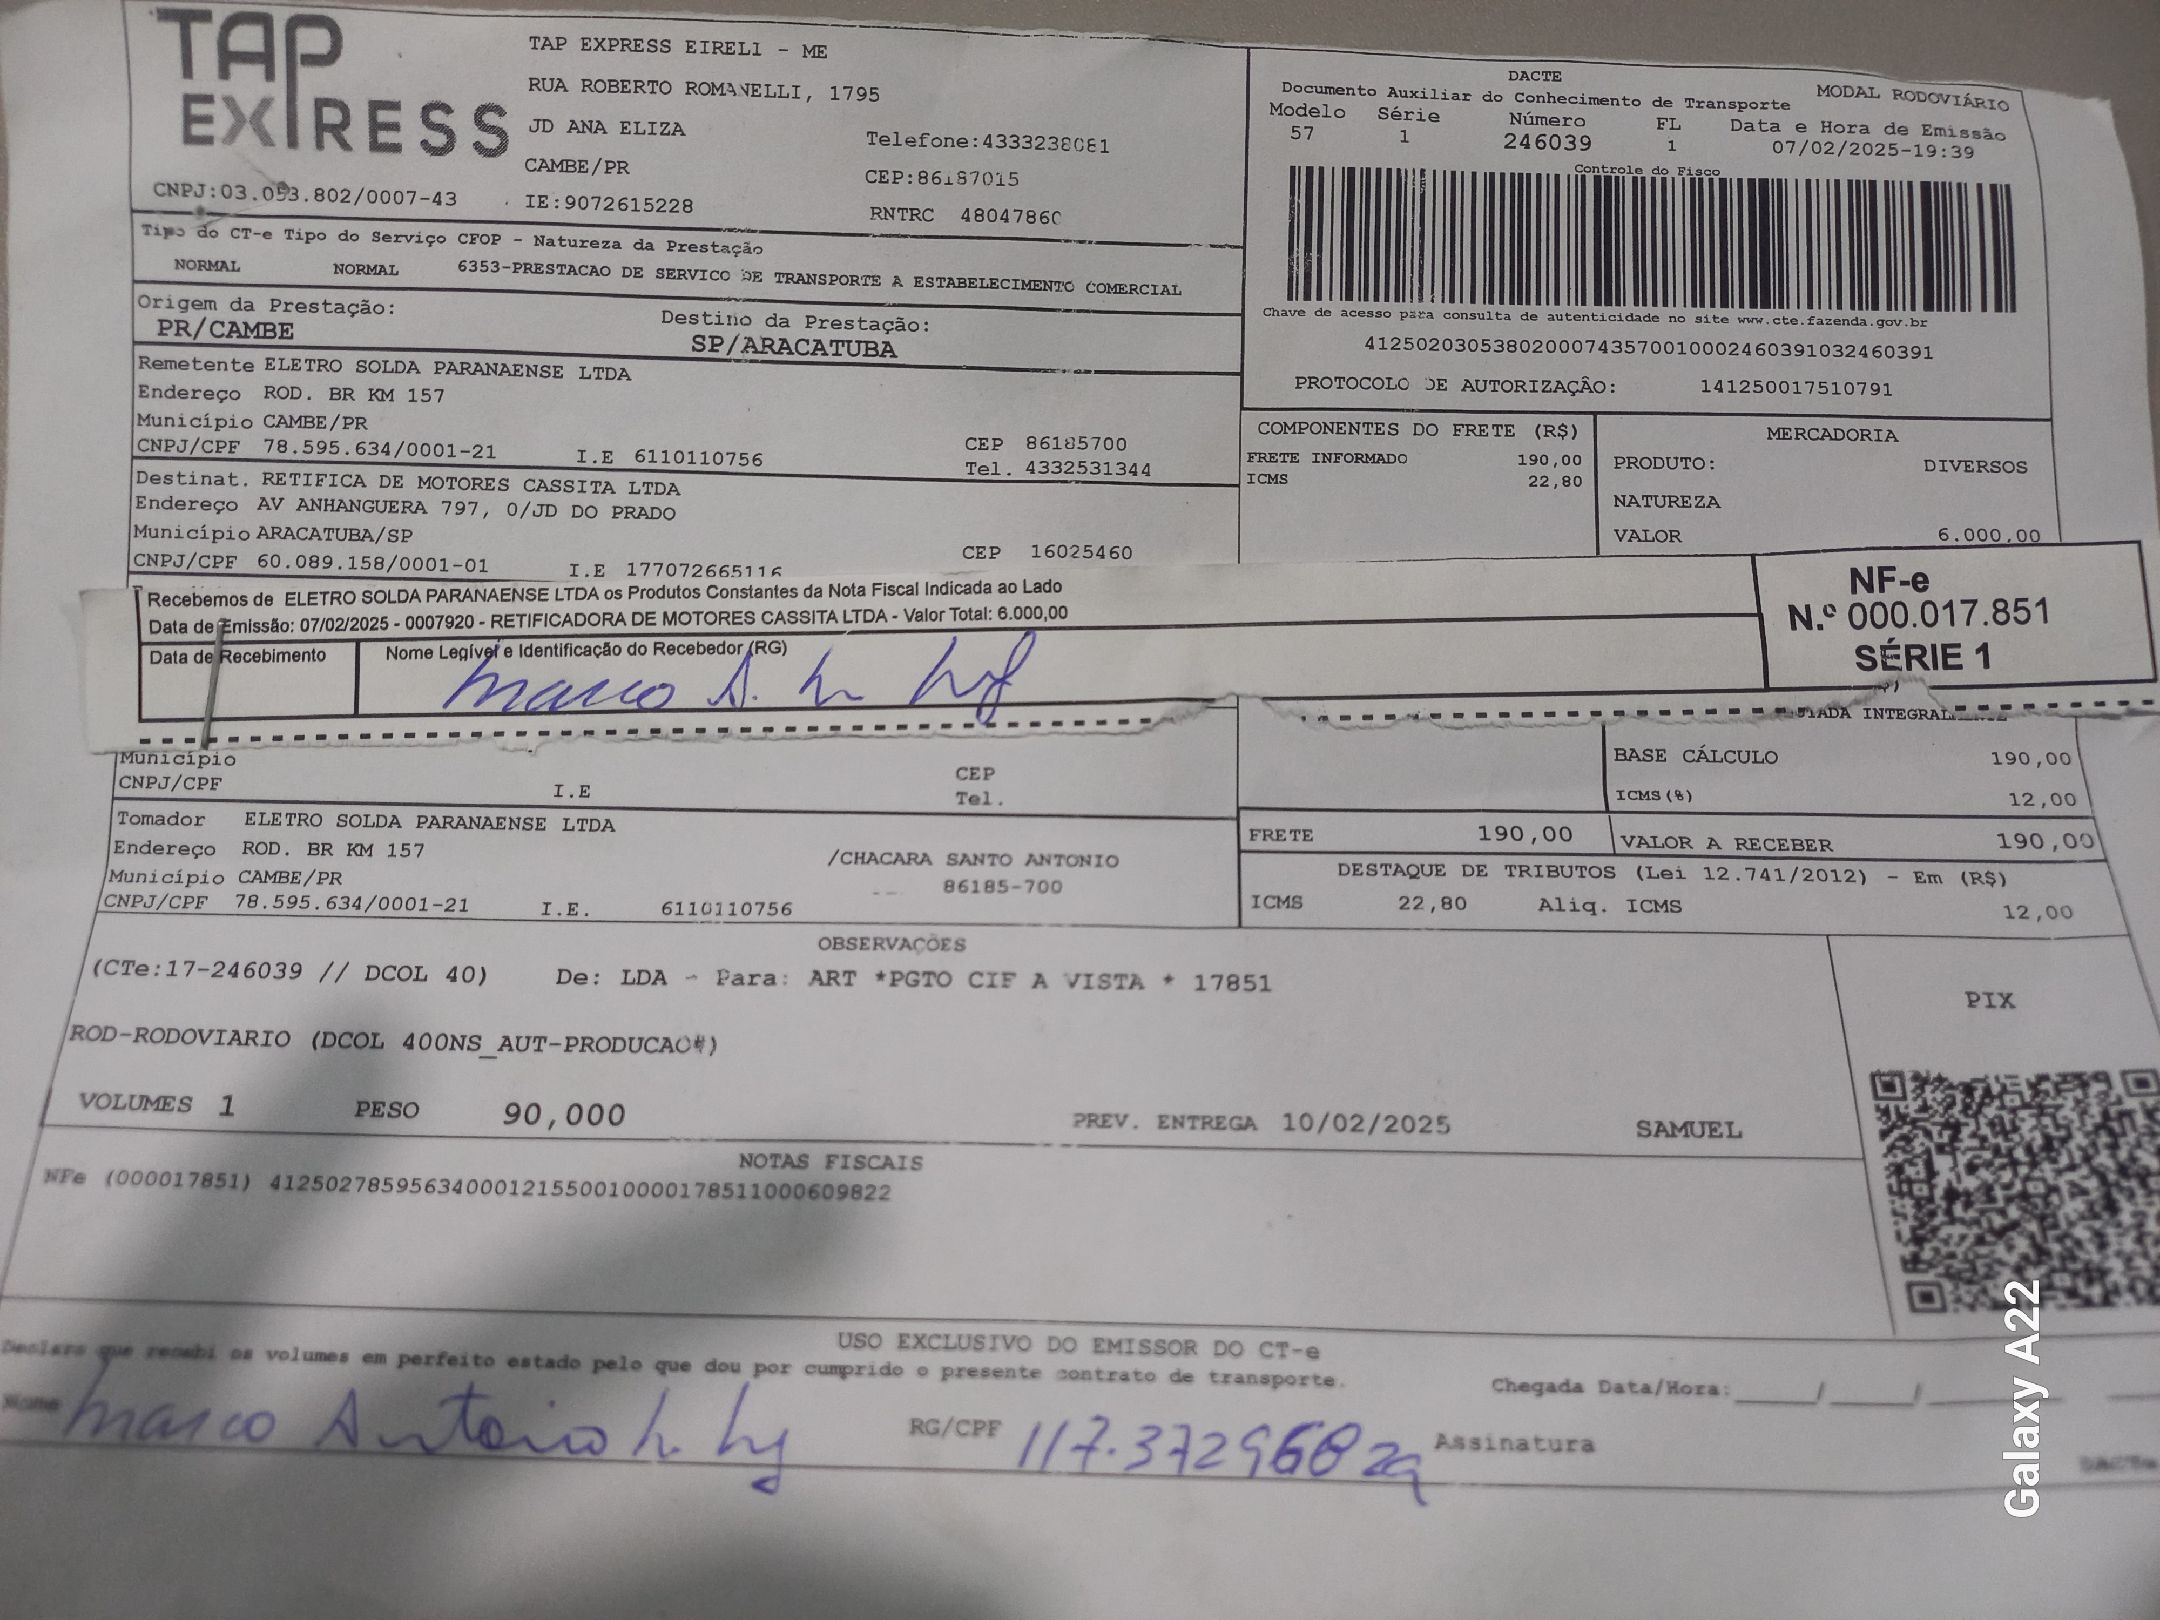 TAP EXPRESS
TAP EXPRESS EIRELI - ME
RUA ROBERTO ROMANELLI, 1795
JD ANA ELIZA
Telefone:4333238081
CAMBE/PR
CEP:86187015
CNPJ:03.053.802/0007-43
IE:9072615228
RNTRC 48047860
DACTE
Documento Auxiliar do Conhecimento de Transporte
MODAL RODOVIÁRIO
Modelo Série Número FL Data e Hora de Emissão
57 1 246039 1 07/02/2025-19:39
Controle do Fisco
Chave de acesso para consulta de autenticidade no site www.cte.fazenda.gov.br
41250203053802000743570010002460391032460391
PROTOCOLO DE AUTORIZAÇÃO: 141250017510791
Tipo do CT-e Tipo do Serviço CFOP - Natureza da Prestação
NORMAL NORMAL 6353-PRESTACAO DE SERVICO DE TRANSPORTE A ESTABELECIMENTO COMERCIAL
Origem da Prestação: Destino da Prestação:
PR/CAMBE SP/ARACATUBA
Remetente ELETRO SOLDA PARANAENSE LTDA
Endereço ROD. BR KM 157
Município CAMBE/PR CEP 86185700
CNPJ/CPF 78.595.634/0001-21 I.E 6110110756 Tel. 4332531344
Destinat. RETIFICA DE MOTORES CASSITA LTDA
Endereço AV ANHANGUERA 797, 0/JD DO PRADO
Município ARACATUBA/SP CEP 16025460
CNPJ/CPF 60.089.158/0001-01 I.E 177072665116
COMPONENTES DO FRETE (R$)
FRETE INFORMADO 190,00
ICMS 22,80
MERCADORIA
PRODUTO: DIVERSOS
NATUREZA
VALOR 6.000,00
Recebemos de ELETRO SOLDA PARANAENSE LTDA os Produtos Constantes da Nota Fiscal Indicada ao Lado
Data de Emissão: 07/02/2025 - 0007920 - RETIFICADORA DE MOTORES CASSITA LTDA - Valor Total: 6.000,00
Data de Recebimento Nome Legível e Identificação do Recebedor (RG)
Marco A.
NF-e
N.º 000.017.851
SÉRIE 1
Município
CNPJ/CPF I.E CEP
Tel.
BASE CÁLCULO 190,00
ICMS(%) 12,00
Tomador ELETRO SOLDA PARANAENSE LTDA
Endereço ROD. BR KM 157 /CHACARA SANTO ANTONIO
Município CAMBE/PR 86185-700
CNPJ/CPF 78.595.634/0001-21 I.E. 6110110756
FRETE 190,00 VALOR A RECEBER 190,00
DESTAQUE DE TRIBUTOS (Lei 12.741/2012) - Em (R$)
ICMS 22,80 Aliq. ICMS 12,00
OBSERVAÇÕES
(CTe:17-246039 // DCOL 40) De: LDA - Para: ART *PGTO CIF A VISTA * 17851
ROD-RODOVIARIO (DCOL 400NS_AUT-PRODUCAO#)
VOLUMES 1 PESO 90,000 PREV. ENTREGA 10/02/2025 SAMUEL
PIX
NOTAS FISCAIS
NFe (000017851) 41250278595634000121550010000178511000609822
USO EXCLUSIVO DO EMISSOR DO CT-e
Declaro que recebi os volumes em perfeito estado pelo que dou por cumprido o presente contrato de transporte.
Chegada Data/Hora:____/____/____
Nome Marco Antonio RG/CPF 117.372968 29 Assinatura
Galaxy A22